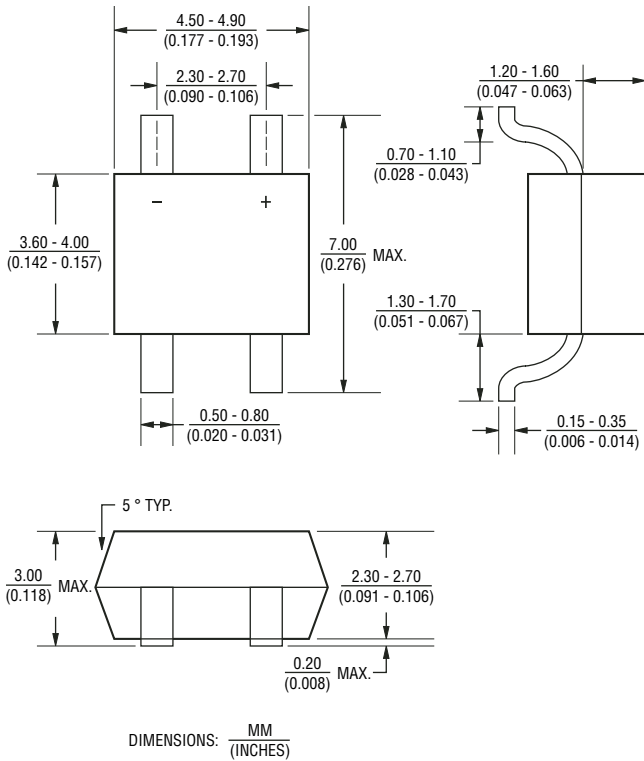 4.50 - 4.90
(0.177 - 0.193)
2.30 - 2.70
(0.090 - 0.106)
1.20 - 1.60
(0.047 - 0.063)
0.70 - 1.10
(0.028 - 0.043)
- +
3.60 - 4.00
(0.142 - 0.157)
7.00 MAX.
(0.276)
1.30 - 1.70
(0.051 - 0.067)
0.50 - 0.80
(0.020 - 0.031)
0.15 - 0.35
(0.006 - 0.014)
5 ° TYP.
3.00 MAX.
(0.118)
2.30 - 2.70
(0.091 - 0.106)
0.20 MAX.
(0.008)
DIMENSIONS: MM
(INCHES)